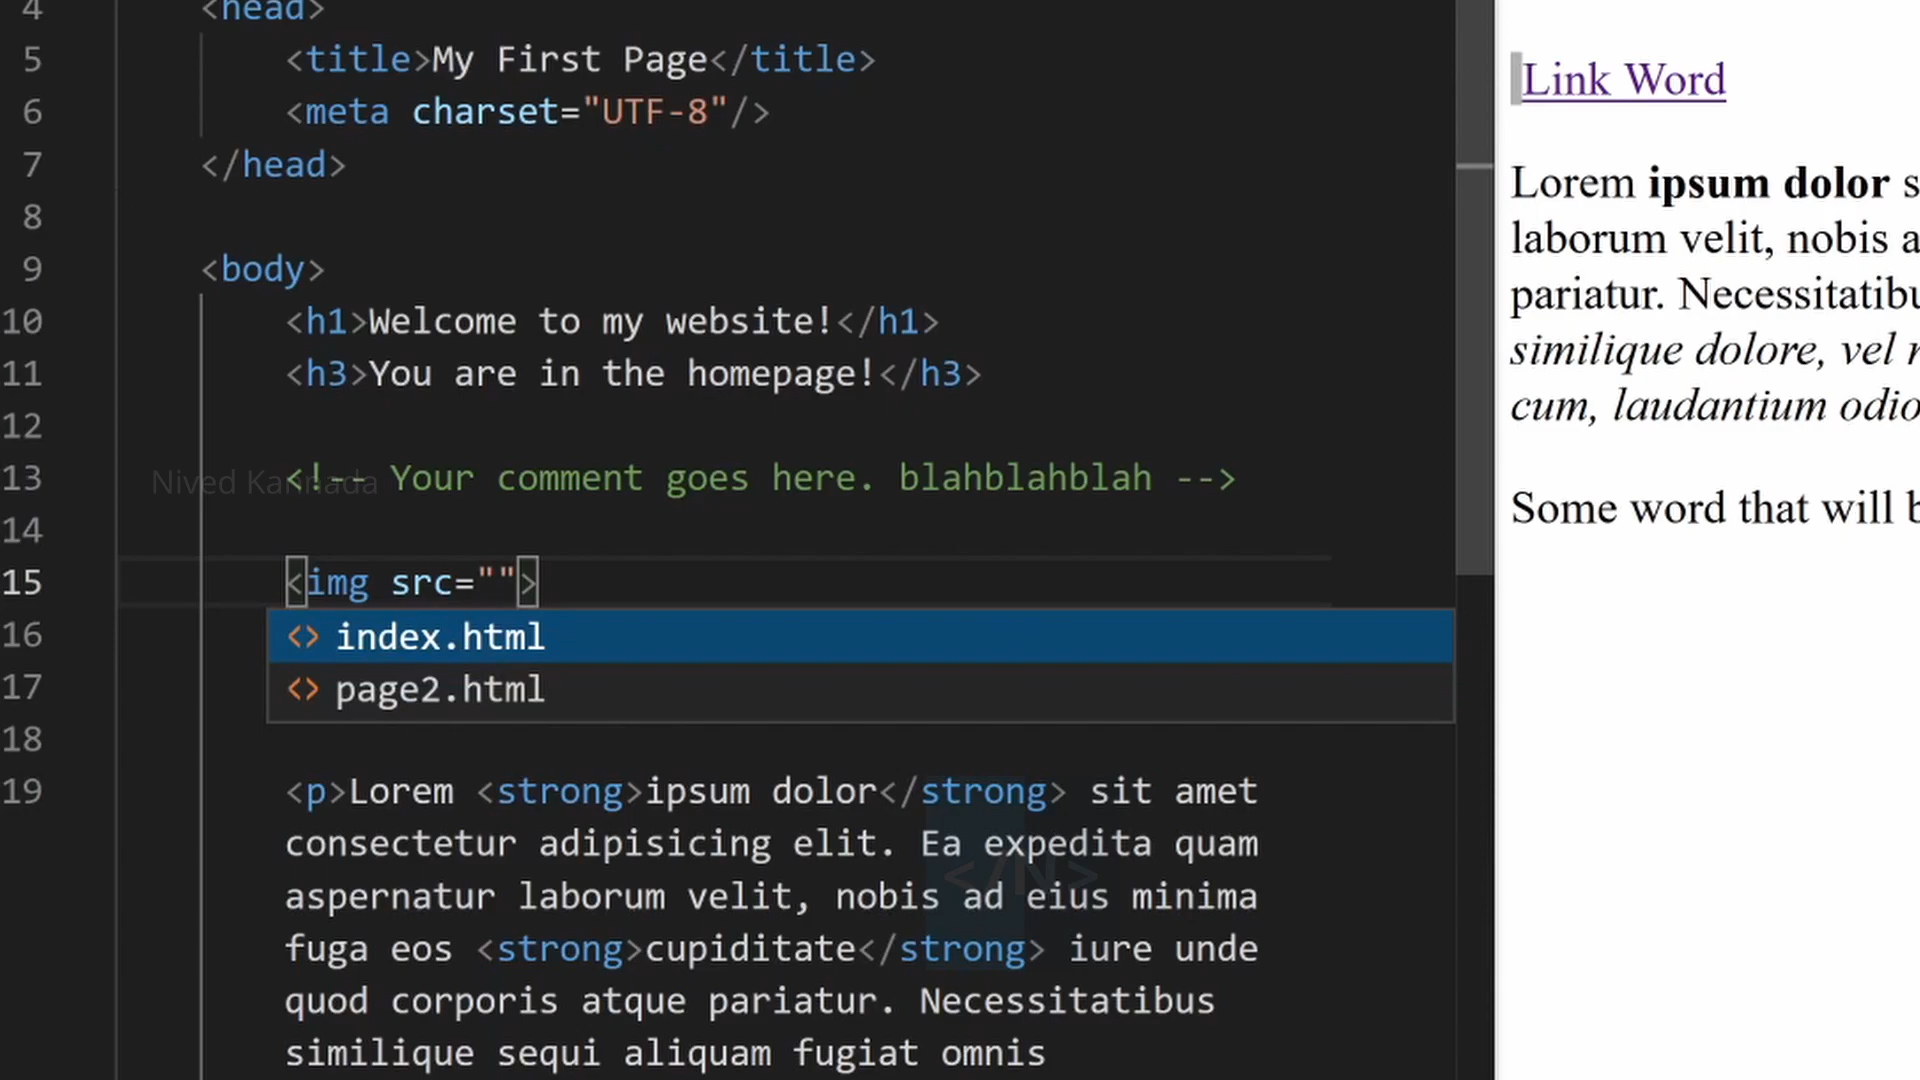 4 <head>
5 <title>My First Page</title>
6 <meta charset="UTF-8"/>
7 </head>
8
9 <body>
10 <h1>Welcome to my website!</h1>
11 <h3>You are in the homepage!</h3>
12
13 <!-- Your comment goes here. blahblahblah -->
Nived Kannada
14
15 <img src="">
16 index.html
17 page2.html
18
19 <p>Lorem <strong>ipsum dolor</strong> sit amet
consectetur adipisicing elit. Ea expedita quam
</N>
aspernatur laborum velit, nobis ad eius minima
fuga eos <strong>cupiditate</strong> iure unde
quod corporis atque pariatur. Necessitatibus
similique sequi aliquam fugiat omnis
Link Word
Lorem ipsum dolor s
laborum velit, nobis a
pariatur. Necessitatibu
similique dolore, vel
cum, laudantium odio
Some word that will b